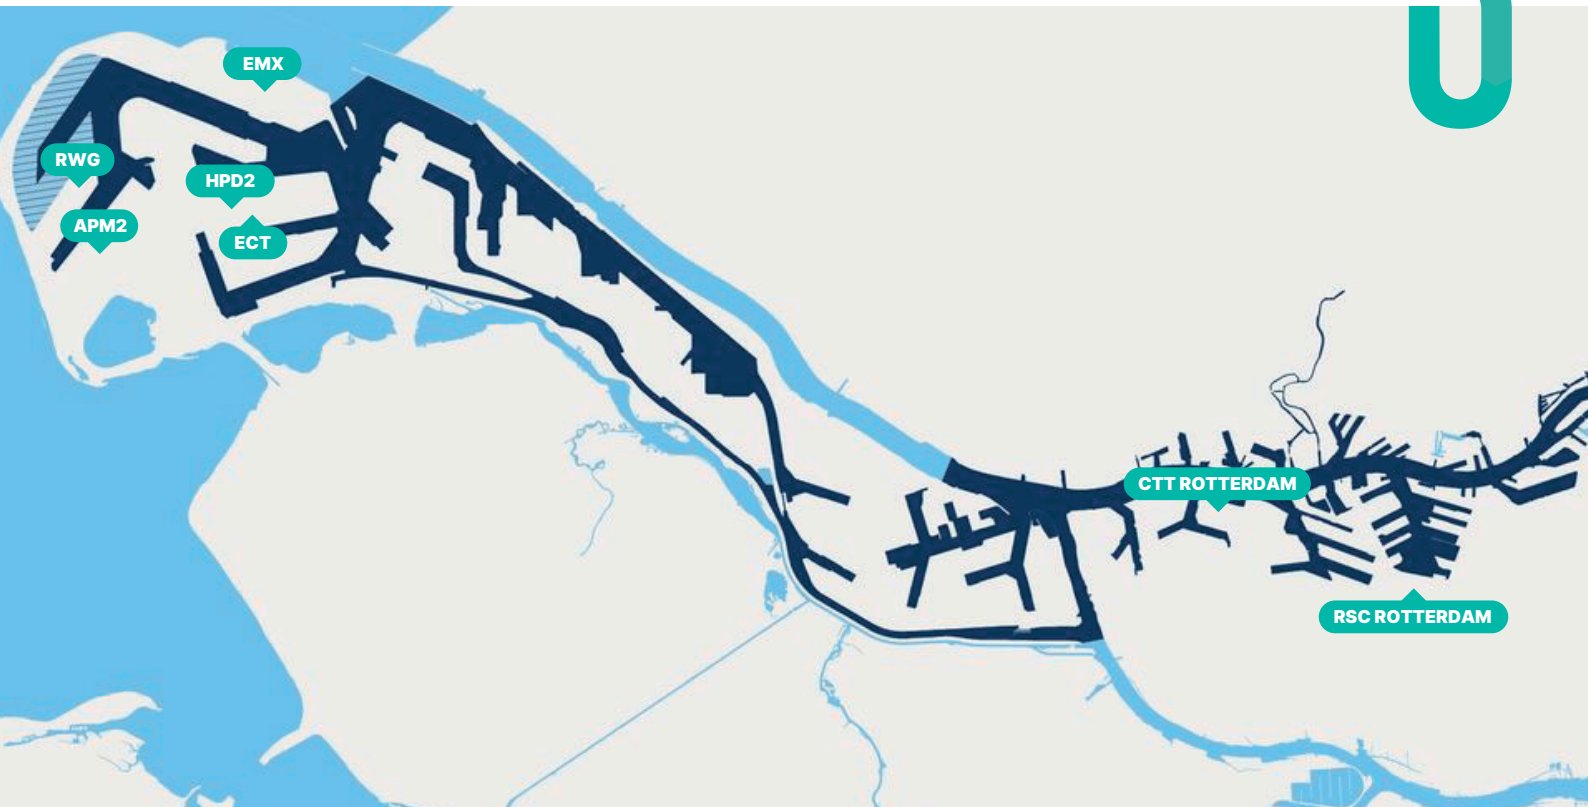 EMX
RWG
HPD2
APM2
ECT
CTT ROTTERDAM
RSC ROTTERDAM